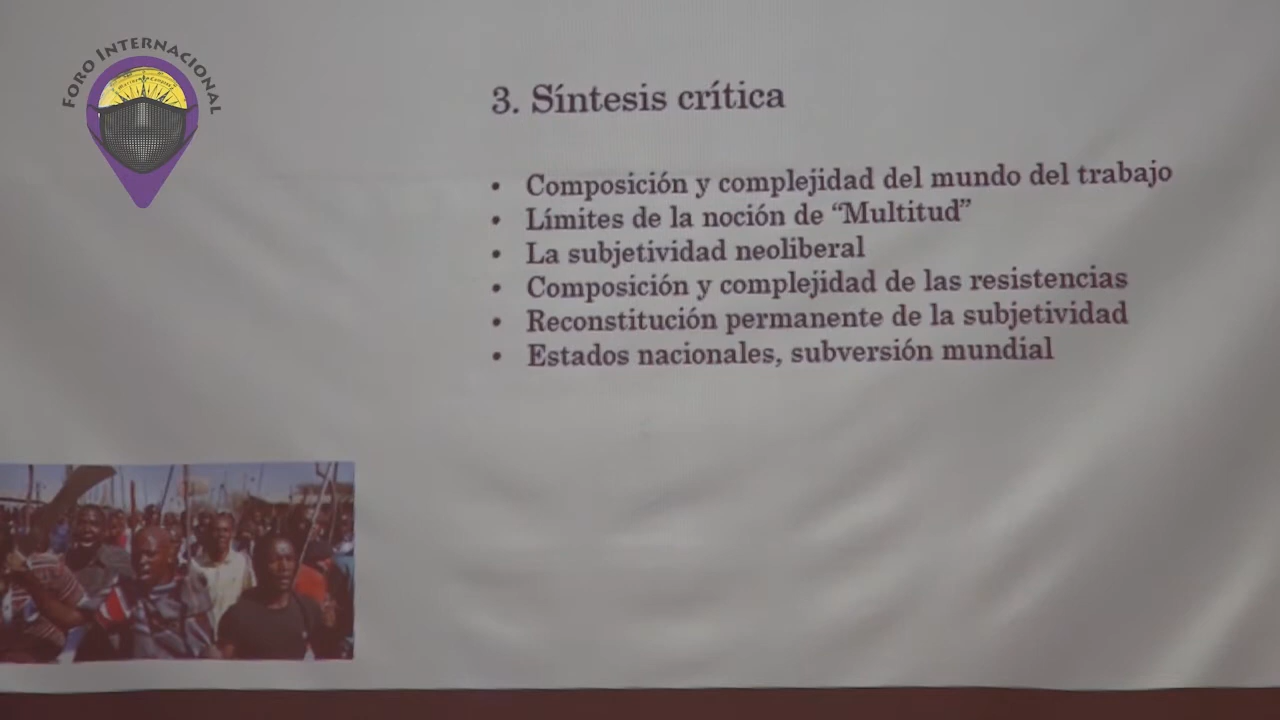 FORO INTERNACIONAL
3. Síntesis crítica
• Composición y complejidad del mundo del trabajo
• Límites de la noción de “Multitud”
• La subjetividad neoliberal
• Composición y complejidad de las resistencias
• Reconstitución permanente de la subjetividad
• Estados nacionales, subversión mundial